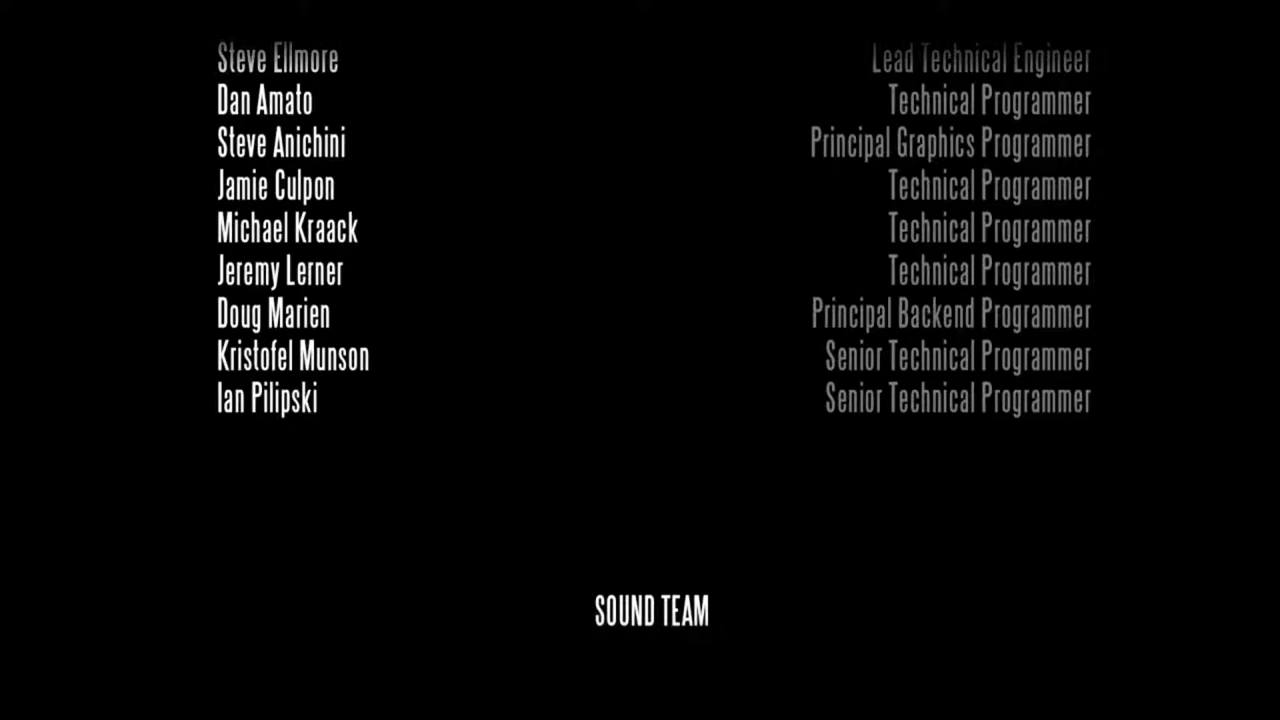 Steve Ellmore Lead Technical Engineer
Dan Amato Technical Programmer
Steve Anichini Principal Graphics Programmer
Jamie Culpon Technical Programmer
Michael Kraack Technical Programmer
Jeremy Lerner Technical Programmer
Doug Marien Principal Backend Programmer
Kristofel Munson Senior Technical Programmer
Ian Pilipski Senior Technical Programmer
SOUND TEAM